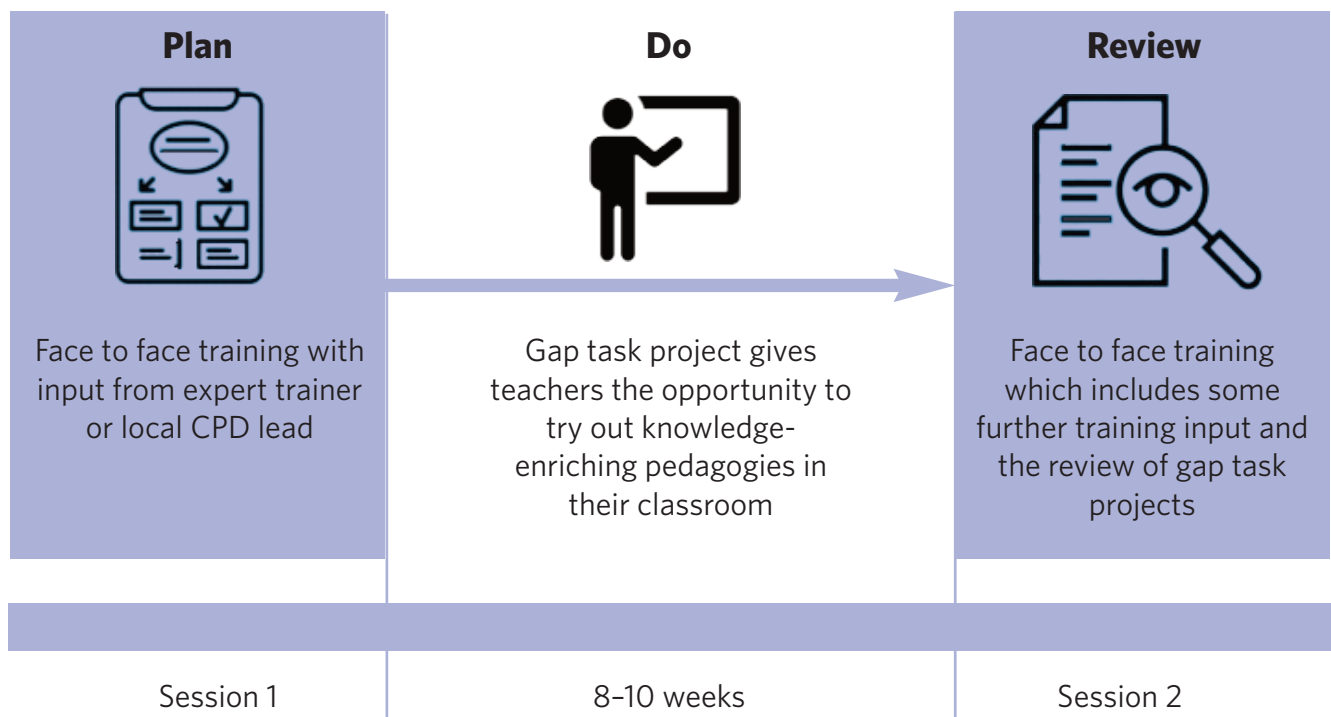 Plan
Face to face training with
input from expert trainer
or local CPD lead
Do
Gap task project gives
teachers the opportunity to
try out knowledge-
enriching pedagogies in
their classroom
Review
Face to face training
which includes some
further training input and
the review of gap task
projects
Session 1
8–10 weeks
Session 2